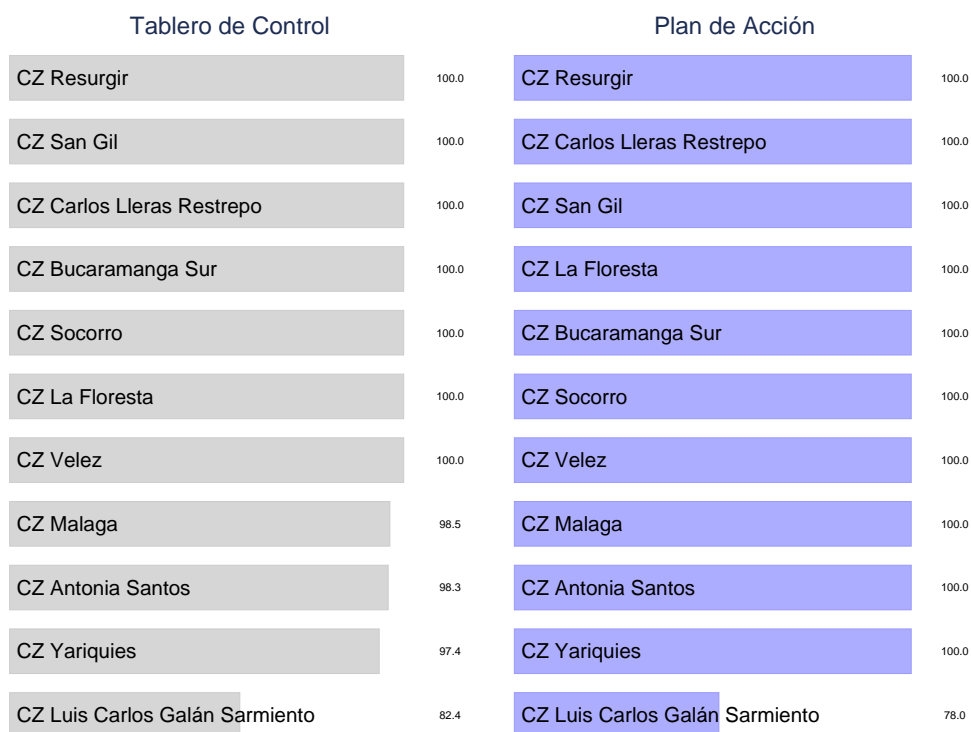 Tablero de Control
CZ Resurgir 100.0
CZ San Gil 100.0
CZ Carlos Lleras Restrepo 100.0
CZ Bucaramanga Sur 100.0
CZ Socorro 100.0
CZ La Floresta 100.0
CZ Velez 100.0
CZ Malaga 98.5
CZ Antonia Santos 98.3
CZ Yariquies 97.4
CZ Luis Carlos Galán Sarmiento 82.4
Plan de Acción
CZ Resurgir 100.0
CZ Carlos Lleras Restrepo 100.0
CZ San Gil 100.0
CZ La Floresta 100.0
CZ Bucaramanga Sur 100.0
CZ Socorro 100.0
CZ Velez 100.0
CZ Malaga 100.0
CZ Antonia Santos 100.0
CZ Yariquies 100.0
CZ Luis Carlos Galán Sarmiento 78.0